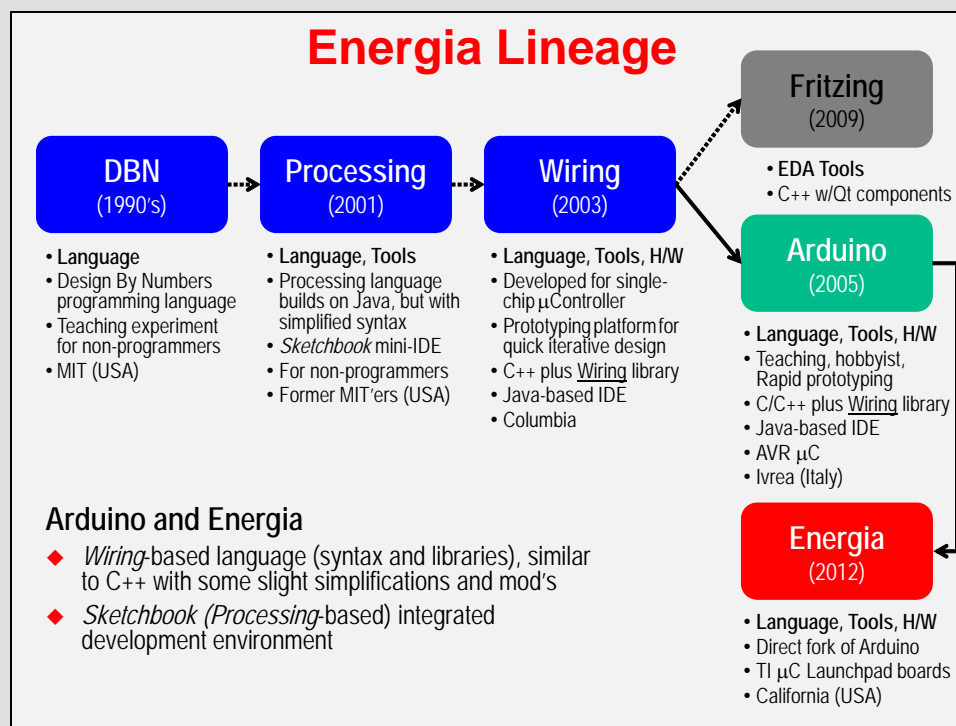 Energia Lineage
DBN
(1990's)
• Language
• Design By Numbers
programming language
• Teaching experiment
for non-programmers
• MIT (USA)
Processing
(2001)
• Language, Tools
• Processing language
builds on Java, but with
simplified syntax
• Sketchbook mini-IDE
• For non-programmers
• Former MIT'ers (USA)
Wiring
(2003)
• Language, Tools, H/W
• Developed for single-
chip μController
• Prototyping platform for
quick iterative design
• C++ plus Wiring library
• Java-based IDE
• Columbia
Fritzing
(2009)
• EDA Tools
• C++ w/Qt components
Arduino
(2005)
• Language, Tools, H/W
• Teaching, hobbyist,
Rapid prototyping
• C/C++ plus Wiring library
• Java-based IDE
• AVR μC
• Ivrea (Italy)
Energia
(2012)
• Language, Tools, H/W
• Direct fork of Arduino
• TI μC Launchpad boards
• California (USA)
Arduino and Energia
◆ Wiring-based language (syntax and libraries), similar
to C++ with some slight simplifications and mod's
◆ Sketchbook (Processing-based) integrated
development environment